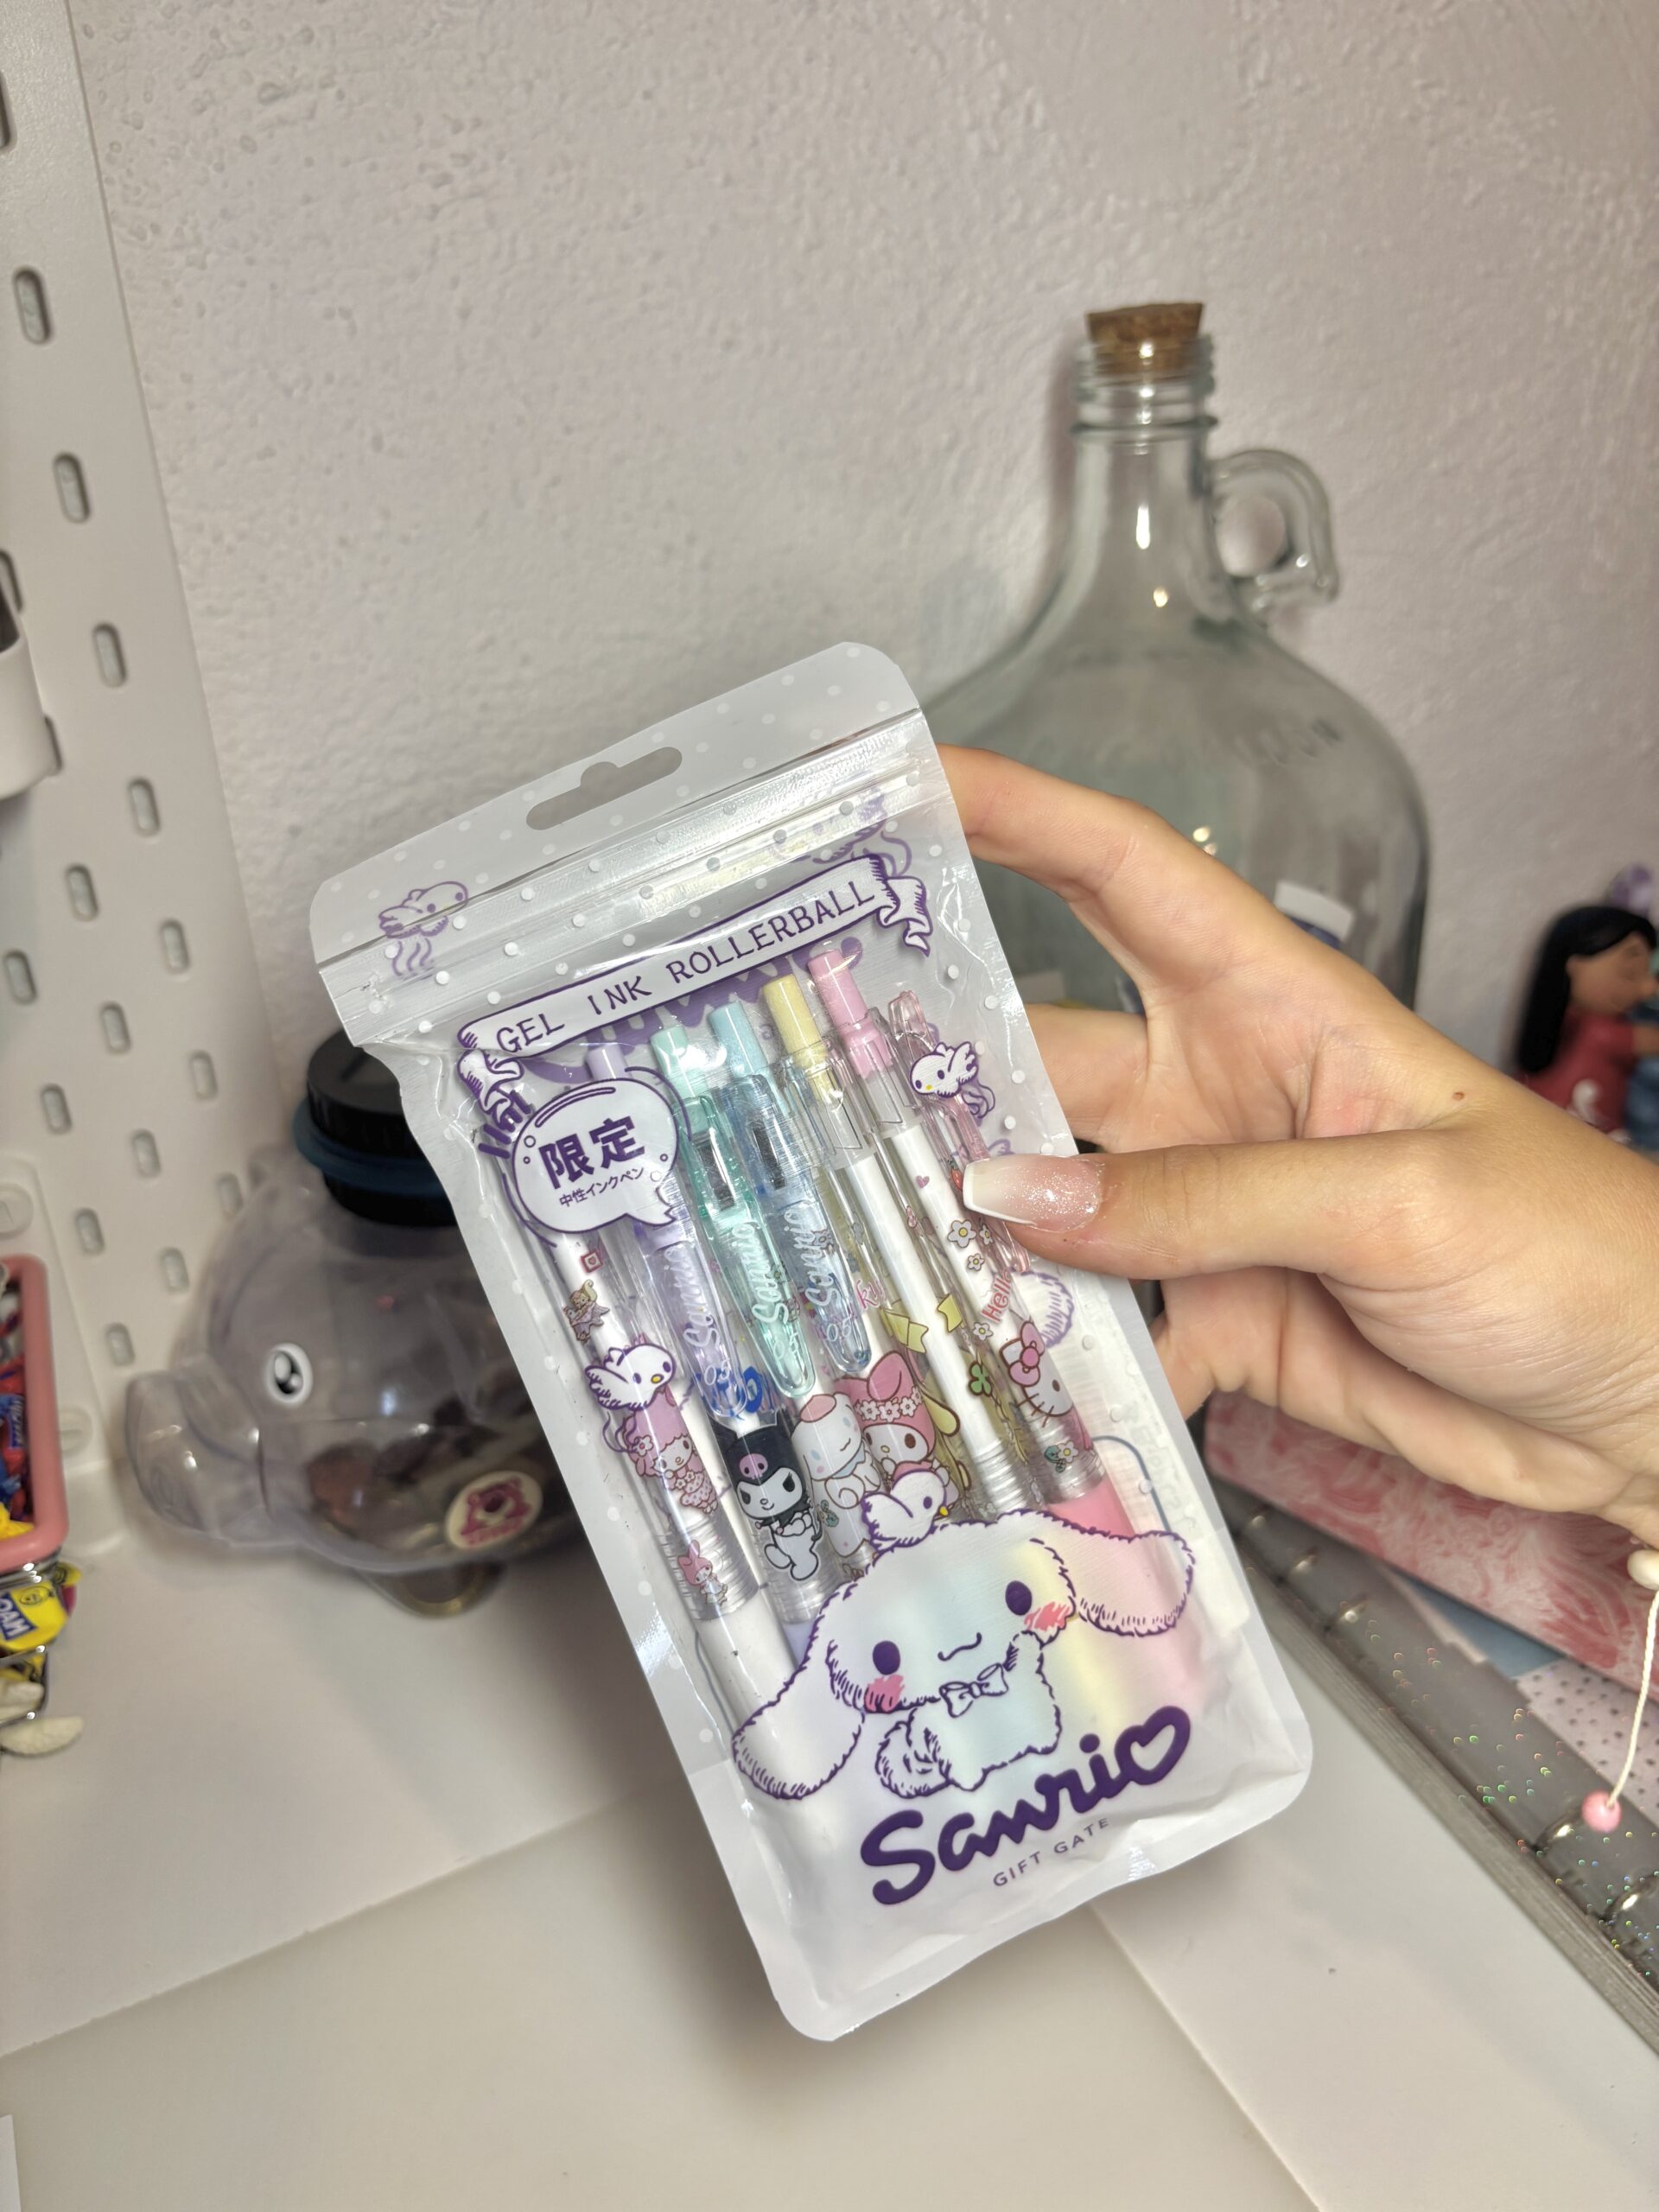 GEL INK ROLLERBALL
限定
中性インクペン
Sanrio
Sanrio
Sanrio
Hello
Sanrio
GIFT GATE